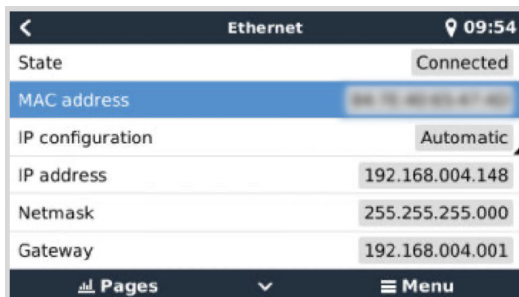 Ethernet 09:54
State Connected
MAC address
IP configuration Automatic
IP address 192.168.004.148
Netmask 255.255.255.000
Gateway 192.168.004.001
Pages Menu